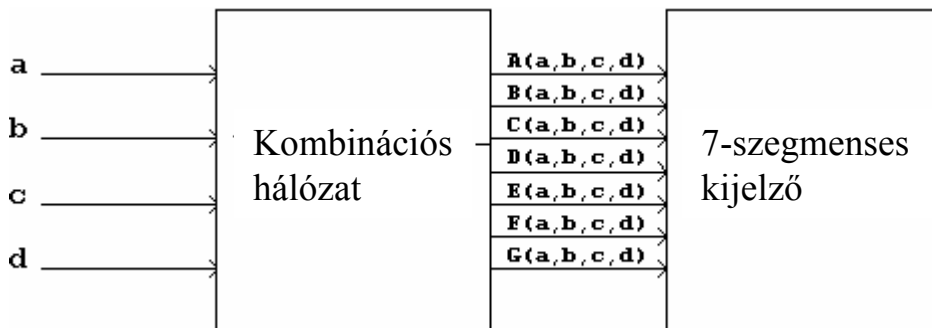 a
b
c
d
Kombinációs
hálózat
A(a,b,c,d)
B(a,b,c,d)
C(a,b,c,d)
D(a,b,c,d)
E(a,b,c,d)
F(a,b,c,d)
G(a,b,c,d)
7-szegmenses
kijelző